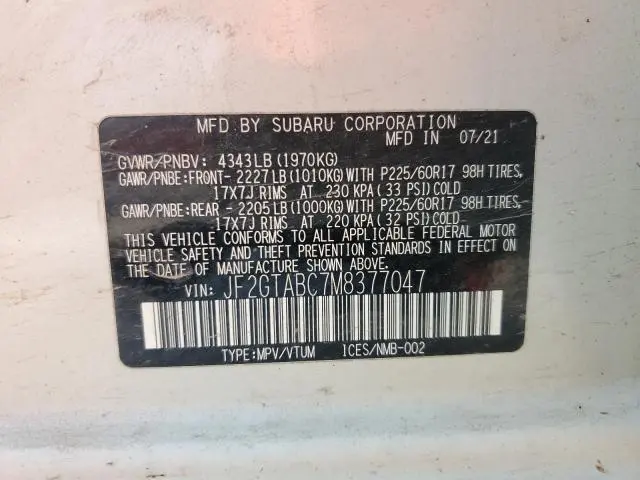 MFD BY SUBARU CORPORATION
MFD IN 07/21
GVWR/PNBV: 4343LB (1970KG)
GAWR/PNBE:FRONT- 2227LB(1010KG) WITH P225/60R17 98H TIRES,
17X7J RIMS AT 230 KPA (33 PSI) COLD
GAWR/PNBE:REAR - 2205LB(1000KG) WITH P225/60R17 98H TIRES,
17X7J RIMS AT 220 KPA (32 PSI) COLD
THIS VEHICLE CONFORMS TO ALL APPLICABLE FEDERAL MOTOR
VEHICLE SAFETY AND THEFT PREVENTION STANDARDS IN EFFECT ON
THE DATE OF MANUFACTURE SHOWN ABOVE.
VIN: JF2GTABC7M8377047
TYPE:MPV/VTUM ICES/NMB-002